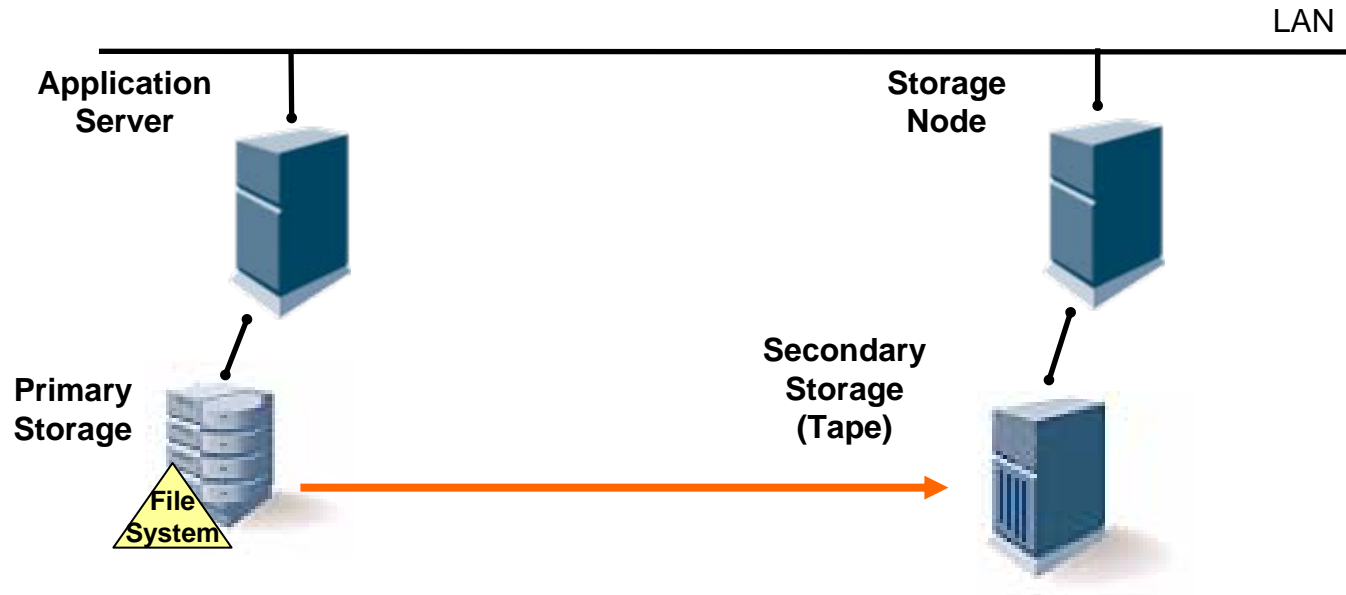 LAN
Application
Server
Storage
Node
Primary
Storage
Secondary
Storage
(Tape)
File
System